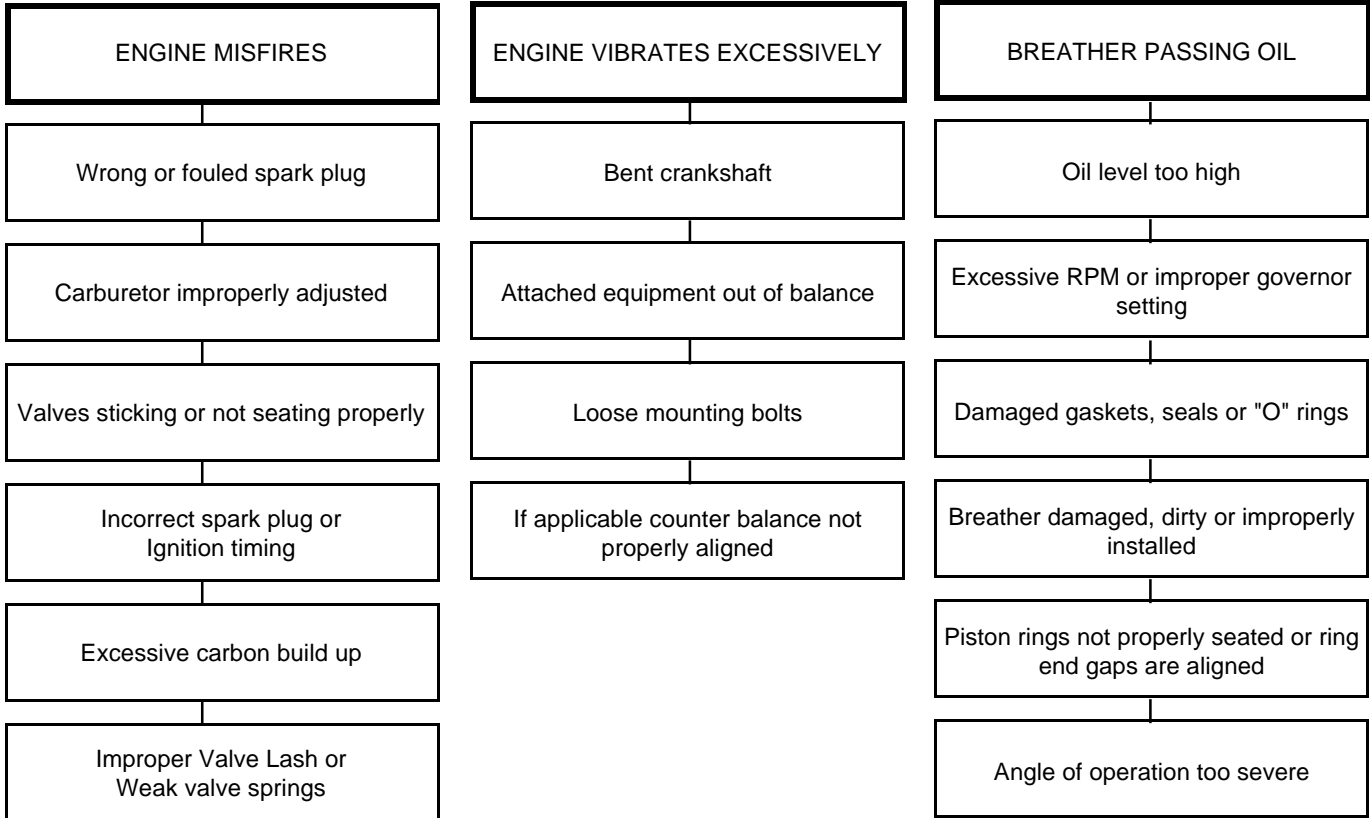 ENGINE MISFIRES
Wrong or fouled spark plug
Carburetor improperly adjusted
Valves sticking or not seating properly
Incorrect spark plug or
Ignition timing
Excessive carbon build up
Improper Valve Lash or
Weak valve springs
ENGINE VIBRATES EXCESSIVELY
Bent crankshaft
Attached equipment out of balance
Loose mounting bolts
If applicable counter balance not
properly aligned
BREATHER PASSING OIL
Oil level too high
Excessive RPM or improper governor
setting
Damaged gaskets, seals or "O" rings
Breather damaged, dirty or improperly
installed
Piston rings not properly seated or ring
end gaps are aligned
Angle of operation too severe